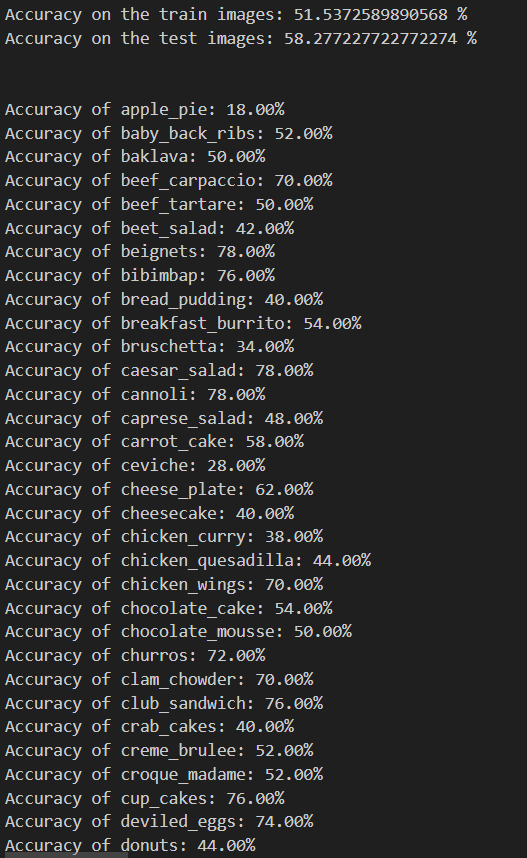 Accuracy on the train images: 51.5372589890568 %
Accuracy on the test images: 58.277227722772274 %
Accuracy of apple_pie: 18.00%
Accuracy of baby_back_ribs: 52.00%
Accuracy of baklava: 50.00%
Accuracy of beef_carpaccio: 70.00%
Accuracy of beef_tartare: 50.00%
Accuracy of beet_salad: 42.00%
Accuracy of beignets: 78.00%
Accuracy of bibimbap: 76.00%
Accuracy of bread_pudding: 40.00%
Accuracy of breakfast_burrito: 54.00%
Accuracy of bruschetta: 34.00%
Accuracy of caesar_salad: 78.00%
Accuracy of cannoli: 78.00%
Accuracy of caprese_salad: 48.00%
Accuracy of carrot_cake: 58.00%
Accuracy of ceviche: 28.00%
Accuracy of cheese_plate: 62.00%
Accuracy of cheesecake: 40.00%
Accuracy of chicken_curry: 38.00%
Accuracy of chicken_quesadilla: 44.00%
Accuracy of chicken_wings: 70.00%
Accuracy of chocolate_cake: 54.00%
Accuracy of chocolate_mousse: 50.00%
Accuracy of churros: 72.00%
Accuracy of clam_chowder: 70.00%
Accuracy of club_sandwich: 76.00%
Accuracy of crab_cakes: 40.00%
Accuracy of creme_brulee: 52.00%
Accuracy of croque_madame: 52.00%
Accuracy of cup_cakes: 76.00%
Accuracy of deviled_eggs: 74.00%
Accuracy of donuts: 44.00%